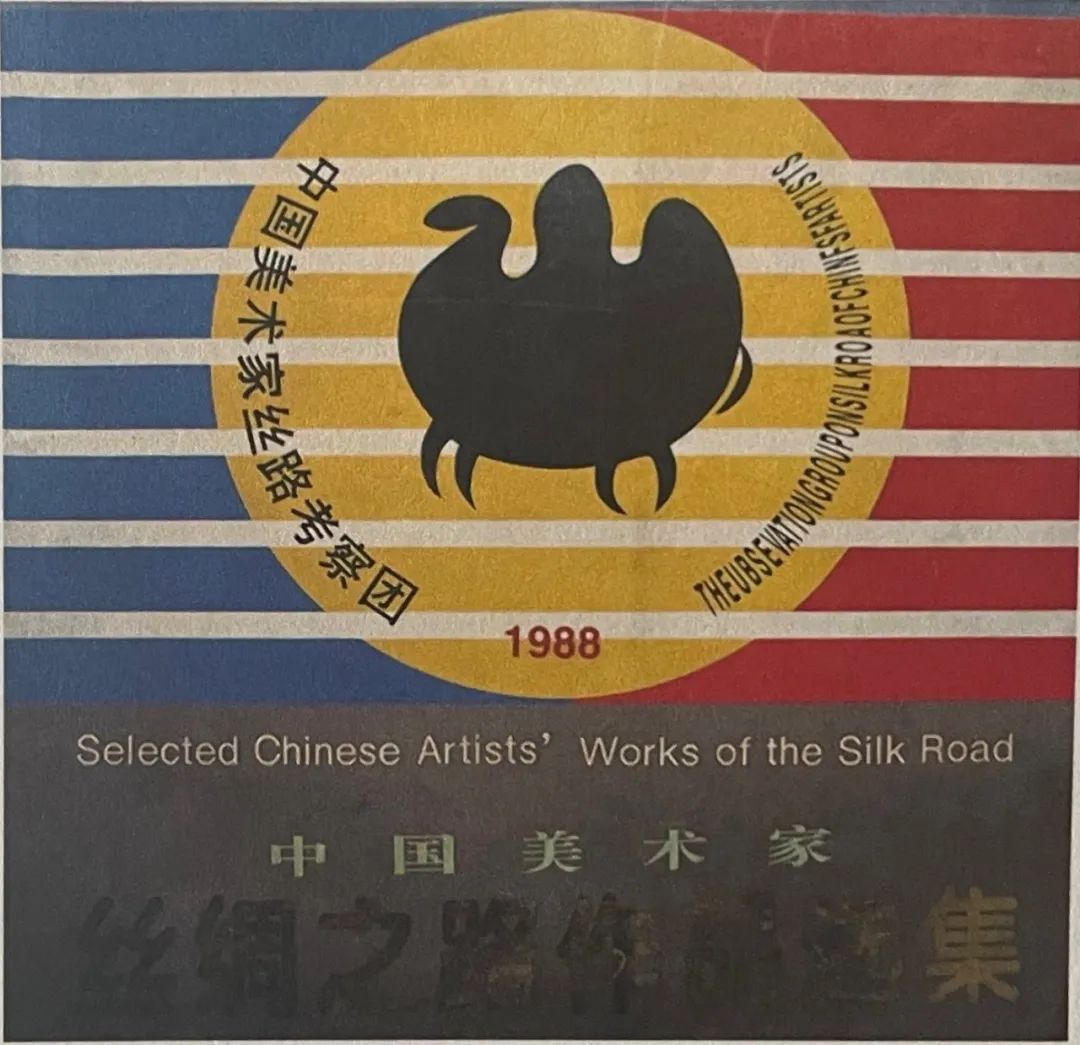 中国美术家丝路考察团
THEUBSEVATIONGROUPONSILKROAOFCHINFSFARTISTS
1988
Selected Chinese Artists’ Works of the Silk Road
中国美术家
丝绸之路作品选集